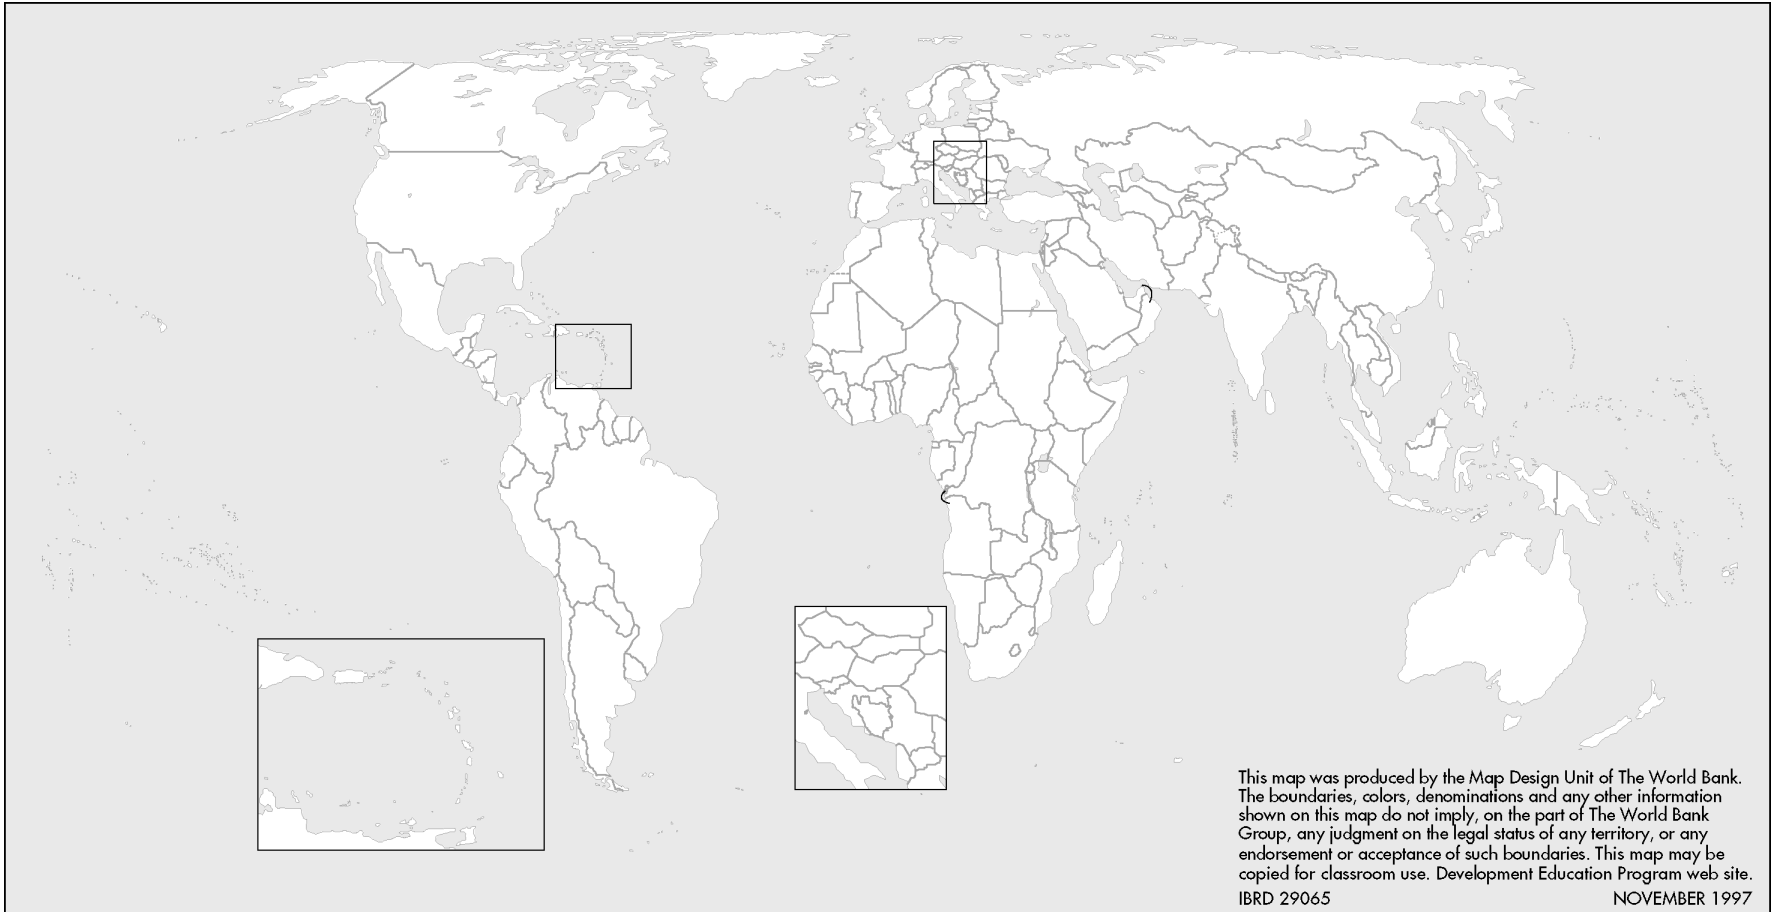 This map was produced by the Map Design Unit of The World Bank.
The boundaries, colors, denominations and any other information
shown on this map do not imply, on the part of The World Bank
Group, any judgment on the legal status of any territory, or any
endorsement or acceptance of such boundaries. This map may be
copied for classroom use. Development Education Program web site.
IBRD 29065 NOVEMBER 1997